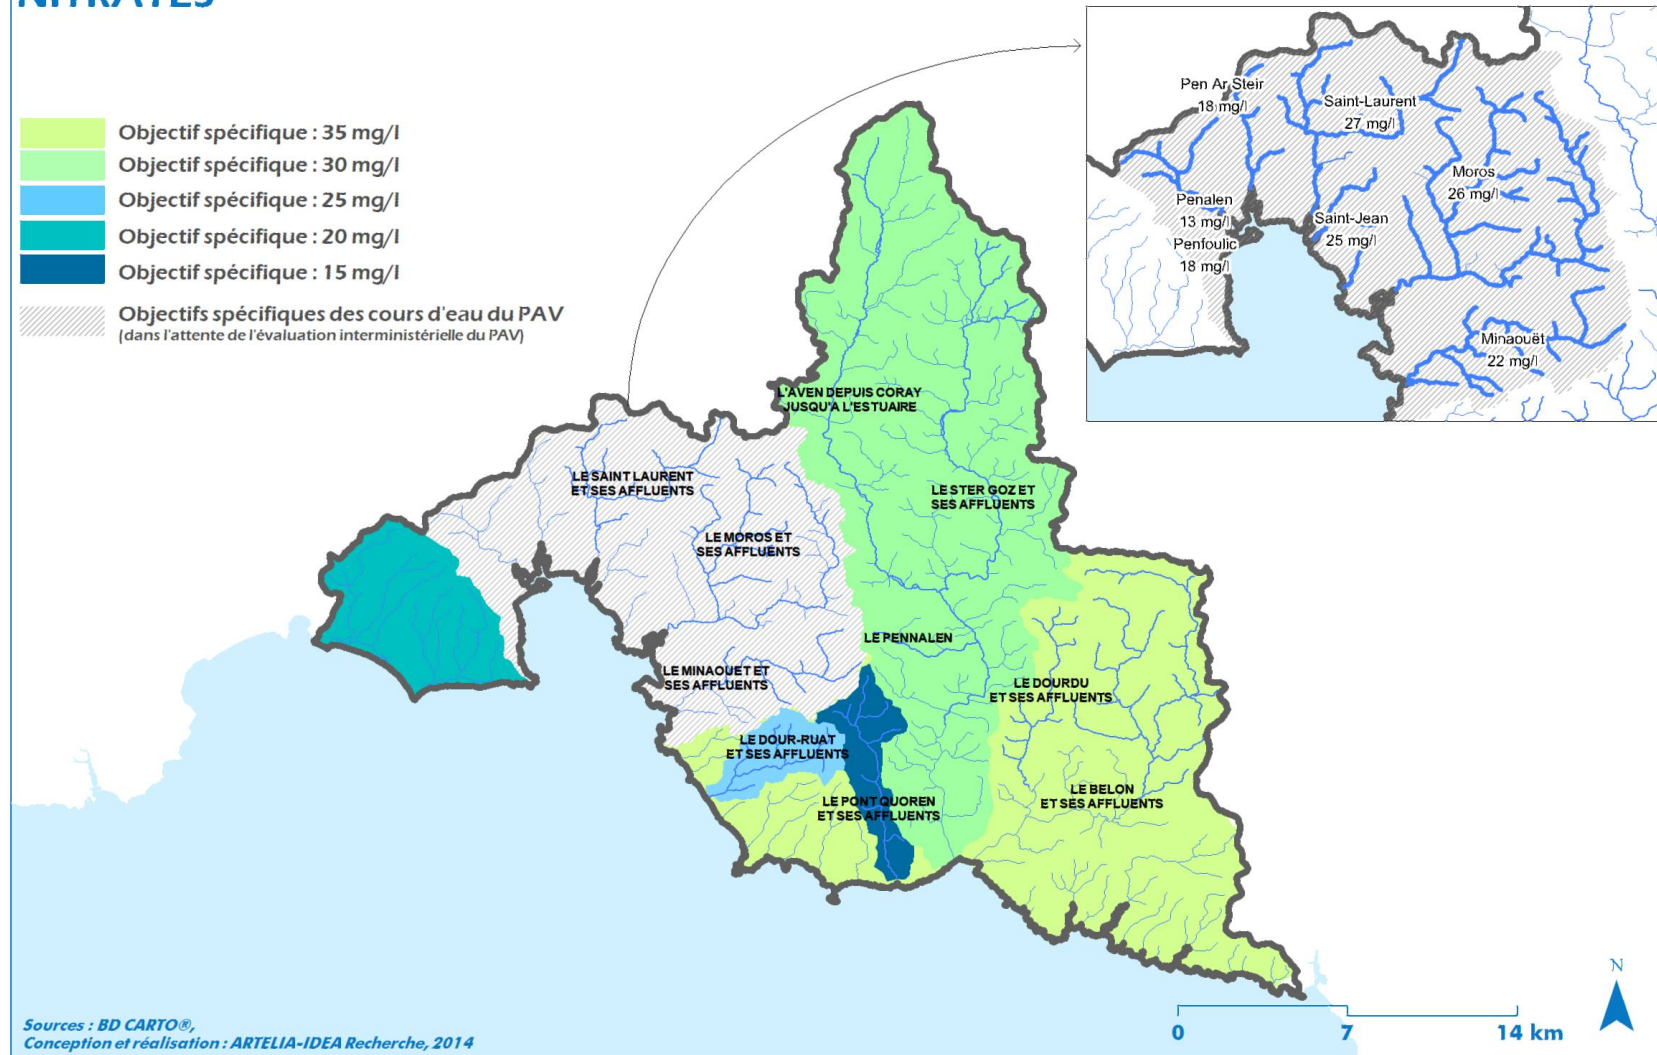 NITRATES
Objectif spécifique : 35 mg/l
Objectif spécifique : 30 mg/l
Objectif spécifique : 25 mg/l
Objectif spécifique : 20 mg/l
Objectif spécifique : 15 mg/l
Objectifs spécifiques des cours d'eau du PAV
(dans l'attente de l'évaluation interministérielle du PAV)
Pen Ar Steir
18 mg/l
Saint-Laurent
27 mg/l
Moros
26 mg/l
Penalen
13 mg/l
Saint-Jean
25 mg/l
Penfoulic
18 mg/l
Minaouët
22 mg/l
L'AVEN DEPUIS CORAY
JUSQU'A L'ESTUAIRE
LE SAINT LAURENT
ET SES AFFLUENTS
LE STER GOZ ET
SES AFFLUENTS
LE MOROS ET
SES AFFLUENTS
LE PENNALEN
LE MINAOUET ET
SES AFFLUENTS
LE DOURDU
ET SES AFFLUENTS
LE DOUR-RUAT
ET SES AFFLUENTS
LE PONT QUOREN
ET SES AFFLUENTS
LE BELON
ET SES AFFLUENTS
N
0 7 14 km
Sources : BD CARTO®,
Conception et réalisation : ARTELIA-IDEA Recherche, 2014